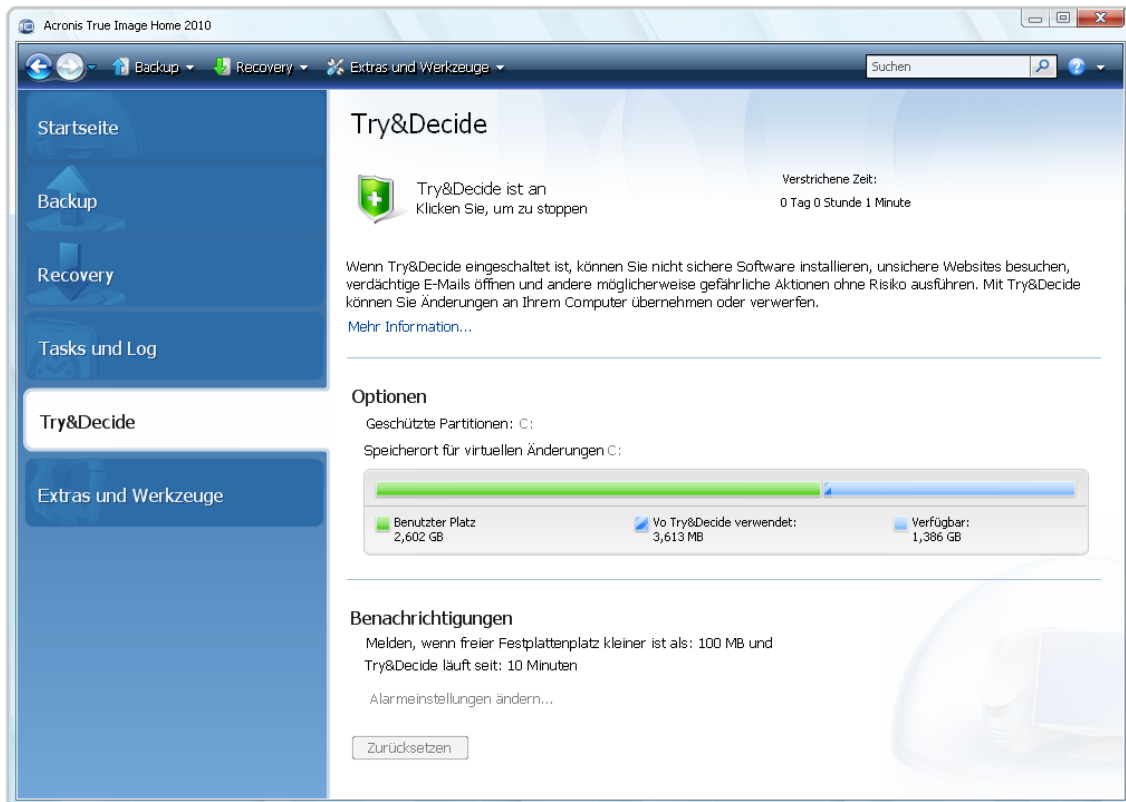 Acronis True Image Home 2010
Backup
Recovery
Extras und Werkzeuge
Suchen
Startseite
Backup
Recovery
Tasks und Log
Try&Decide
Extras und Werkzeuge
Try&Decide
Try&Decide ist an
Klicken Sie, um zu stoppen
Verstrichene Zeit:
0 Tag 0 Stunde 1 Minute
Wenn Try&Decide eingeschaltet ist, können Sie nicht sichere Software installieren, unsichere Websites besuchen,
verdächtige E-Mails öffnen und andere möglicherweise gefährliche Aktionen ohne Risiko ausführen. Mit Try&Decide
können Sie Änderungen an Ihrem Computer übernehmen oder verwerfen.
Mehr Information...
Optionen
Geschützte Partitionen: C:
Speicherort für virtuellen Änderungen C:
Benutzter Platz
2,602 GB
Vo Try&Decide verwendet:
3,613 MB
Verfügbar:
1,386 GB
Benachrichtigungen
Melden, wenn freier Festplattenplatz kleiner ist als: 100 MB und
Try&Decide läuft seit: 10 Minuten
Alarmeinstellungen ändern...
Zurücksetzen